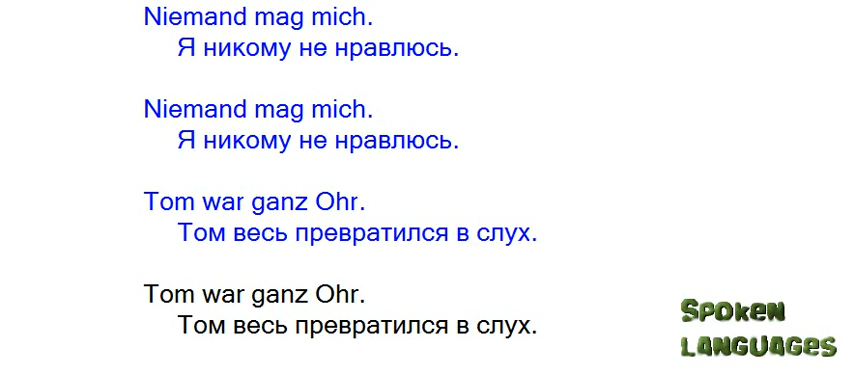 Niemand mag mich.
Я никому не нравлюсь.
Niemand mag mich.
Я никому не нравлюсь.
Tom war ganz Ohr.
Том весь превратился в слух.
Tom war ganz Ohr.
Том весь превратился в слух.
Spoken
Languages